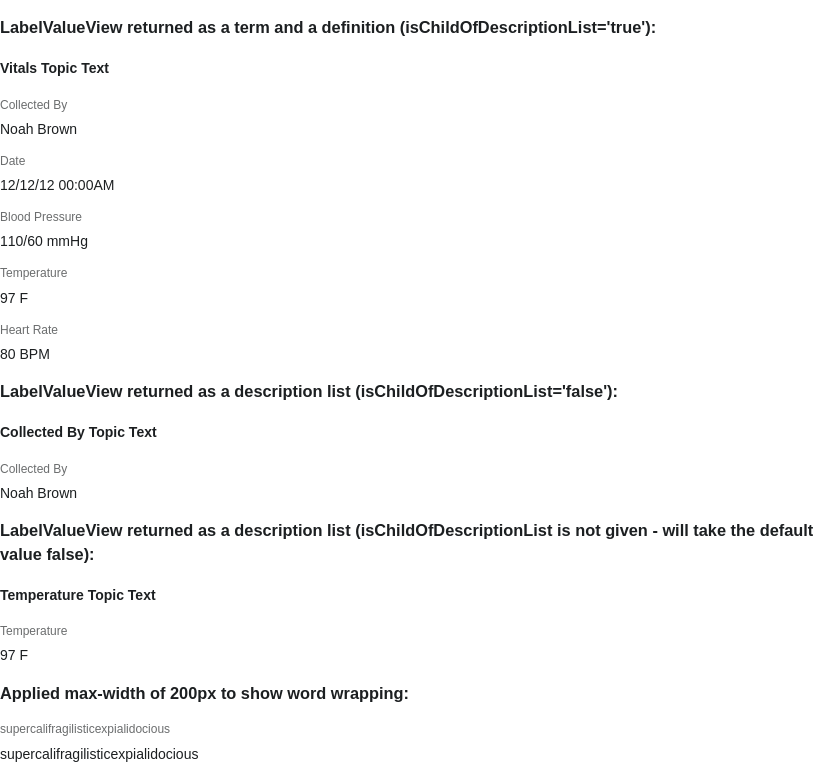 LabelValueView returned as a term and a definition (isChildOfDescriptionList='true'):
Vitals Topic Text
Collected By
Noah Brown
Date
12/12/12 00:00AM
Blood Pressure
110/60 mmHg
Temperature
97 F
Heart Rate
80 BPM
LabelValueView returned as a description list (isChildOfDescriptionList='false'):
Collected By Topic Text
Collected By
Noah Brown
LabelValueView returned as a description list (isChildOfDescriptionList is not given - will take the default
value false):
Temperature Topic Text
Temperature
97 F
Applied max-width of 200px to show word wrapping:
supercalifragilisticexpialidocious
supercalifragilisticexpialidocious